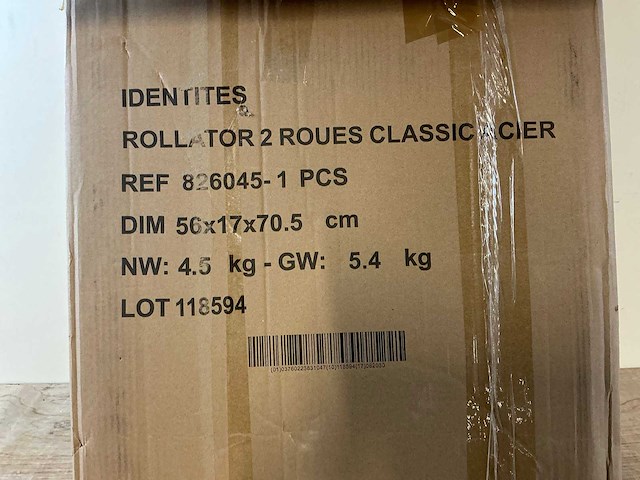 IDENTITES
ROLLATOR 2 ROUES CLASSIC ACIER
REF 826045-1 PCS
DIM 56x17x70.5 cm
NW: 4.5 kg - GW: 5.4 kg
LOT 118594